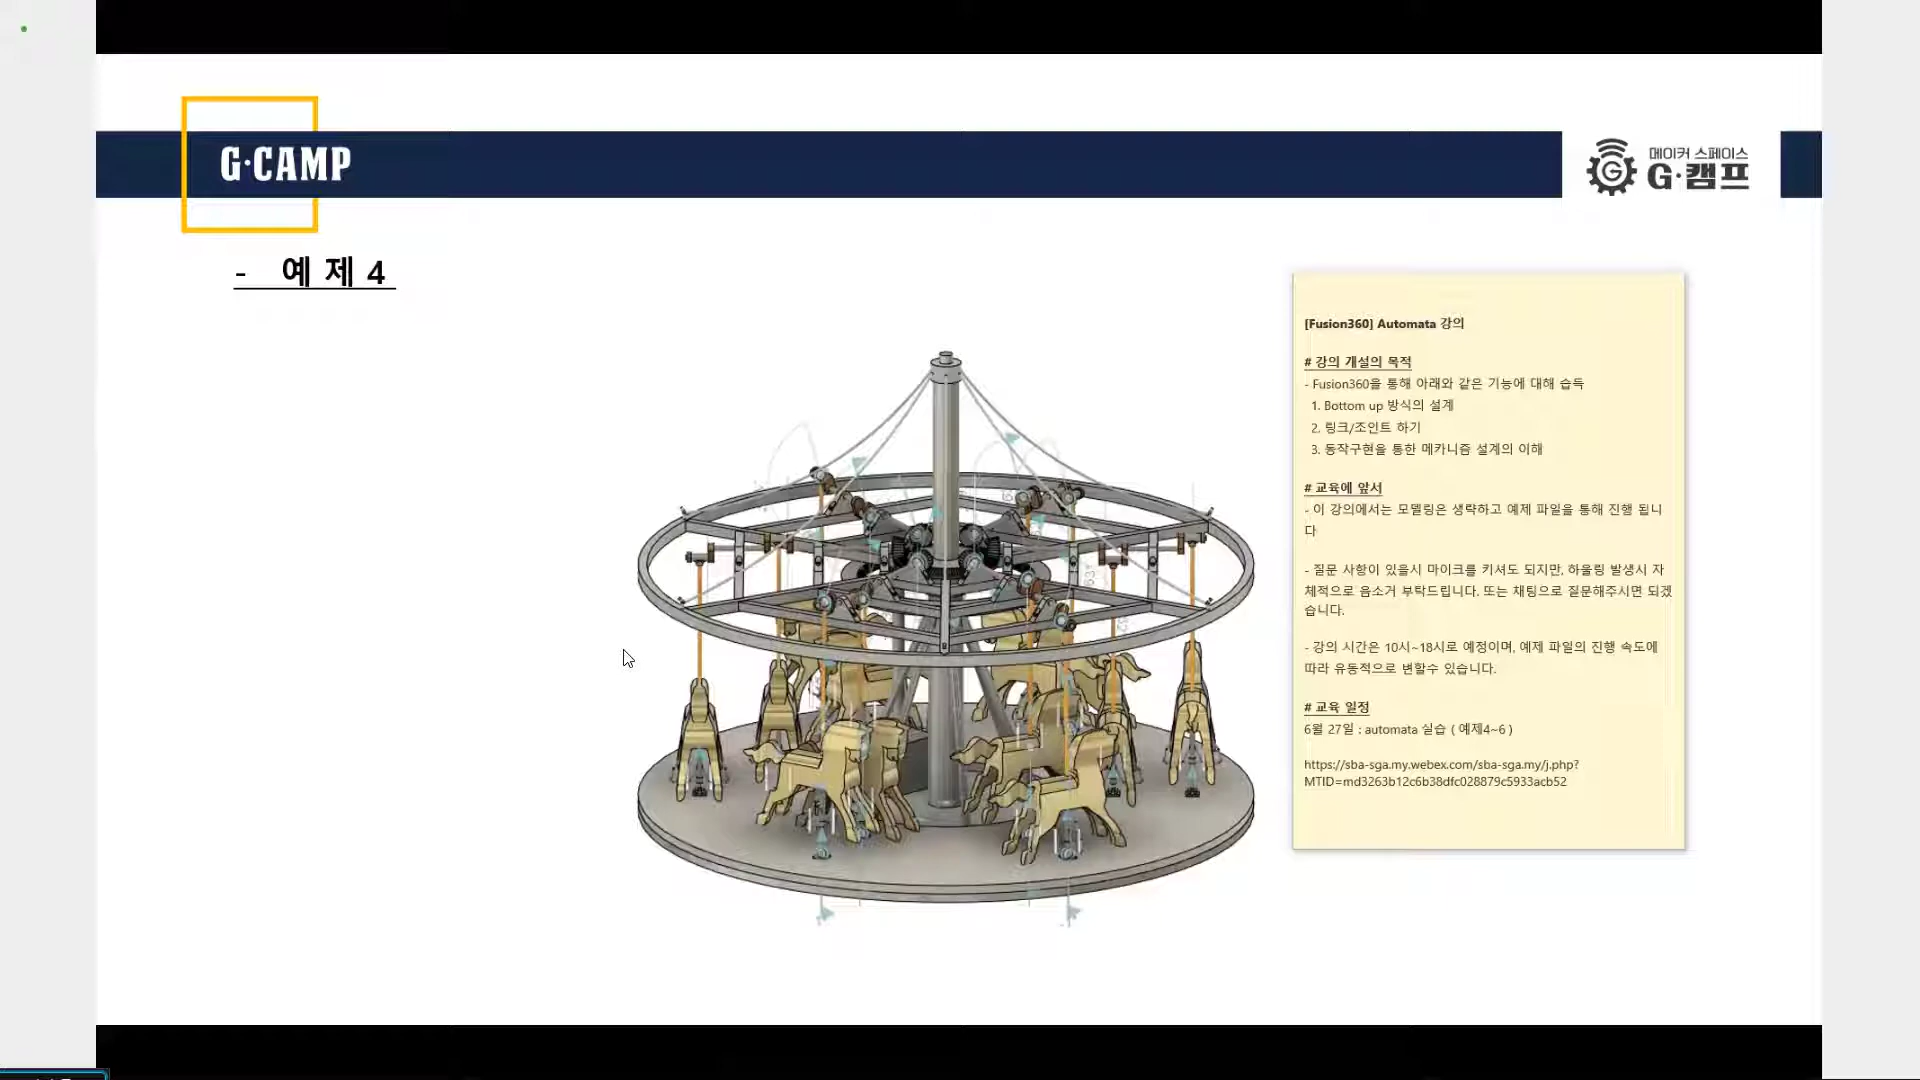 G·CAMP
메이커 스페이스
G·캠프
- 예제4
[Fusion360] Automata 강의
# 강의 개설의 목적
- Fusion360을 통해 아래와 같은 기능에 대해 습득
1. Bottom up 방식의 설계
2. 링크/조인트 하기
3. 동작구현을 통한 메카니즘 설계의 이해
# 교육에 앞서
- 이 강의에서는 모델링은 생략하고 예제 파일을 통해 진행 됩니
다
- 질문 사항이 있을시 마이크를 키셔도 되지만, 하울링 발생시 자
체적으로 음소거 부탁드립니다. 또는 채팅으로 질문해주시면 되겠
습니다.
- 강의 시간은 10시~18시로 예정이며, 예제 파일의 진행 속도에
따라 유동적으로 변할수 있습니다.
# 교육 일정
6월 27일 : automata 실습 ( 예제4~6 )
https://sba-sga.my.webex.com/sba-sga.my/j.php?
MTID=md3263b12c6b38dfc028879c5933acb52